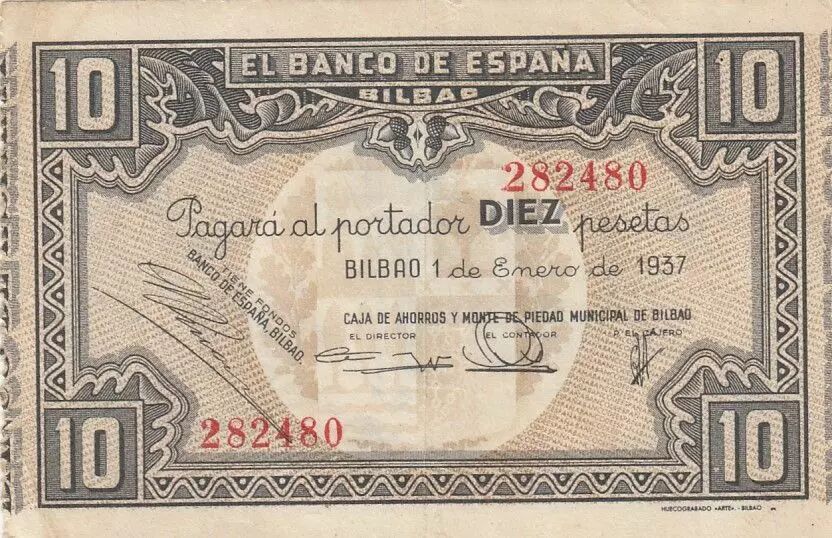 10 EL BANCO DE ESPAÑA 10
BILBAO
282480
Pagará al portador DIEZ pesetas
BILBAO 1 de Enero de 1937
TIENE FONDOS
BANCO DE ESPAÑA, BILBAO.
CAJA DE AHORROS Y MONTE DE PIEDAD MUNICIPAL DE BILBAO
EL DIRECTOR EL CONTADOR P. EL CAJERO
282480
10 10
HUECOGRABADO «ARTE».- BILBAO